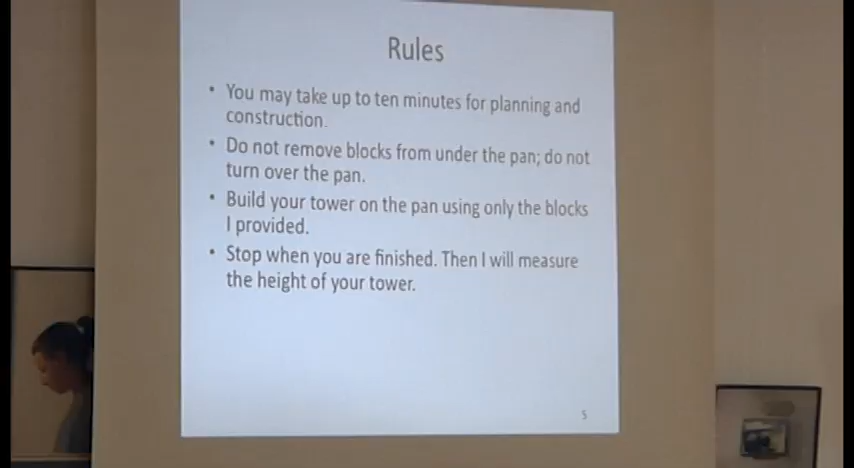 Rules
• You may take up to ten minutes for planning and
construction.
• Do not remove blocks from under the pan; do not
turn over the pan.
• Build your tower on the pan using only the blocks
I provided.
• Stop when you are finished. Then I will measure
the height of your tower.
5